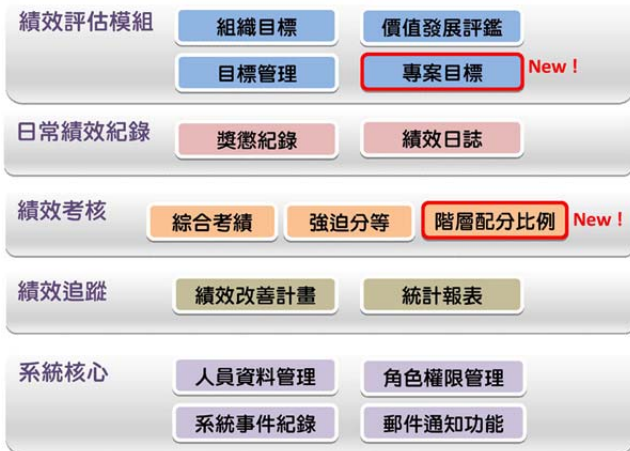 績效評估模組
組織目標 價值發展評鑑
目標管理 專案目標 New！
日常績效紀錄
獎懲紀錄 績效日誌
績效考核
綜合考績 強迫分等 階層配分比例 New！
績效追蹤
績效改善計畫 統計報表
系統核心
人員資料管理 角色權限管理
系統事件紀錄 郵件通知功能